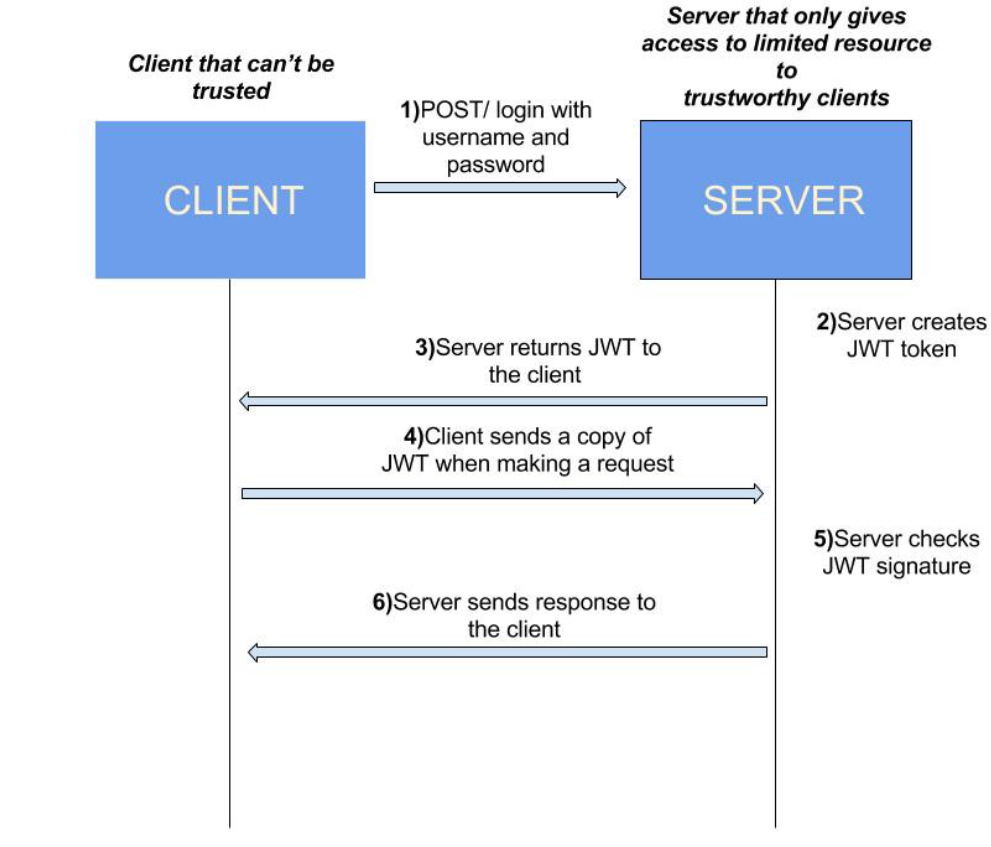 Client that can't be
trusted
Server that only gives
access to limited resource
to
trustworthy clients
1)POST/ login with
username and
password
CLIENT
SERVER
2)Server creates
JWT token
3)Server returns JWT to
the client
4)Client sends a copy of
JWT when making a request
5)Server checks
JWT signature
6)Server sends response to
the client